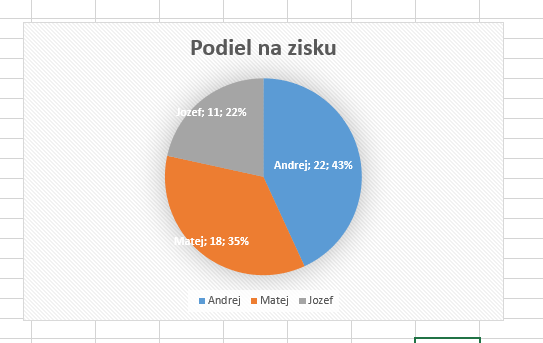 Podiel na zisku
Jozef; 11; 22%
Andrej; 22; 43%
Matej; 18; 35%
Andrej Matej Jozef